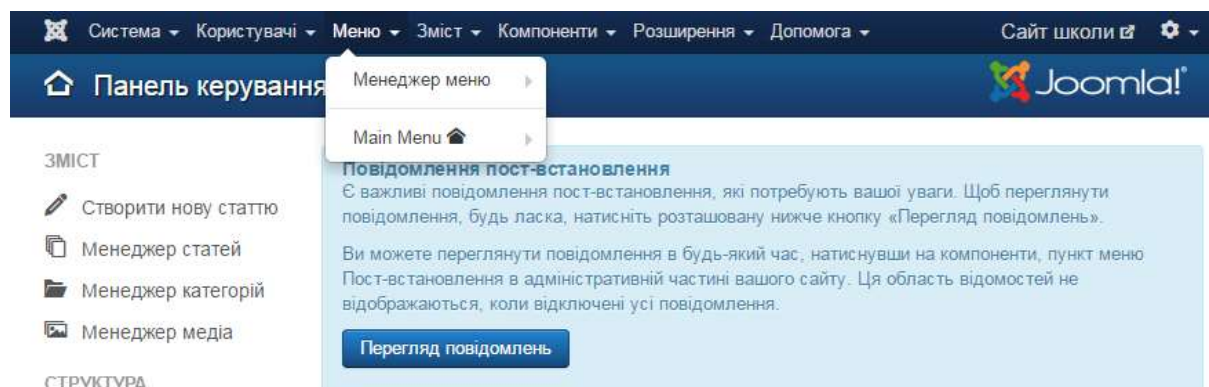 Система Користувачі Меню Зміст Компоненти Розширення Допомога Сайт школи
Панель керування Joomla!
Менеджер меню
Main Menu
ЗМІСТ
Створити нову статтю
Менеджер статей
Менеджер категорій
Менеджер медіа
СТРУКТУРА
Повідомлення пост-встановлення
Є важливі повідомлення пост-встановлення, які потребують вашої уваги. Щоб переглянути
повідомлення, будь ласка, натисніть розташовану нижче кнопку «Перегляд повідомлень».
Ви можете переглянути повідомлення в будь-який час, натиснувши на компоненти, пункт меню
Пост-встановлення в адміністративній частині вашого сайту. Ця область відомостей не
відображаються, коли відключені усі повідомлення.
Перегляд повідомлень